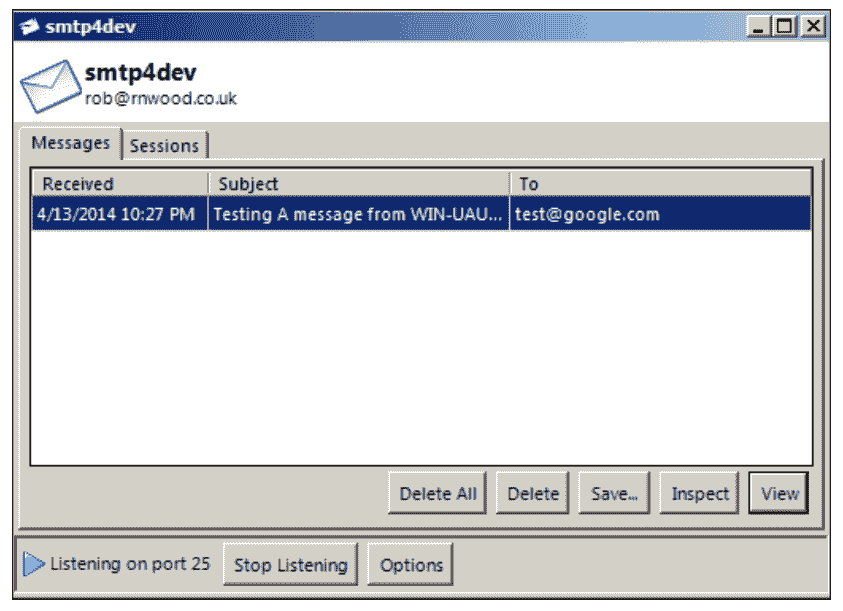 smtp4dev
smtp4dev
rob@rnwood.co.uk
Messages Sessions
Received Subject To
4/13/2014 10:27 PM Testing A message from WIN-UAU... test@google.com
Delete All Delete Save... Inspect View
Listening on port 25 Stop Listening Options